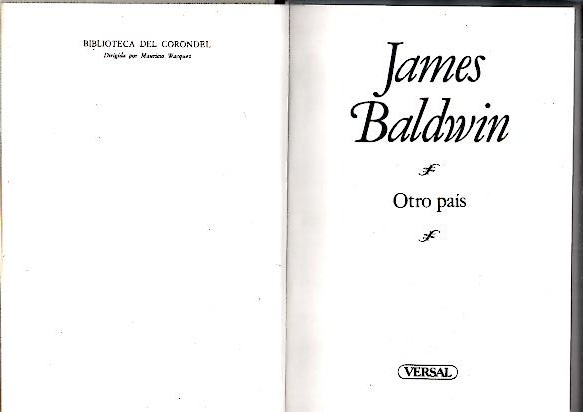 BIBLIOTECA DEL CORONDEL
Dirigida por Mauricio Wacquez
James
Baldwin
Otro país
VERSAL